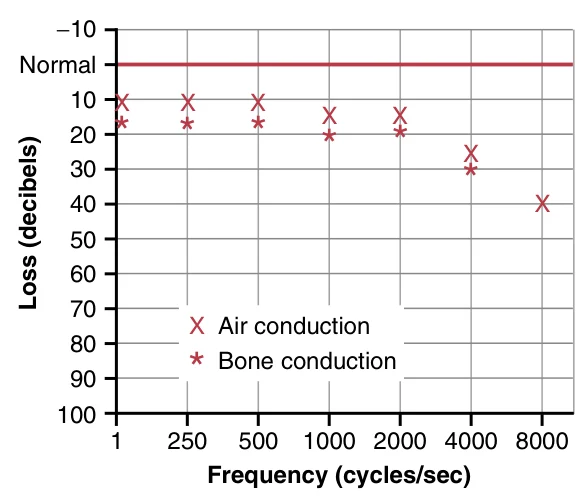 −10
Normal
10
20
30
40
50
60
70
80
90
100
Loss (decibels)
X Air conduction
* Bone conduction
1 250 500 1000 2000 4000 8000
Frequency (cycles/sec)